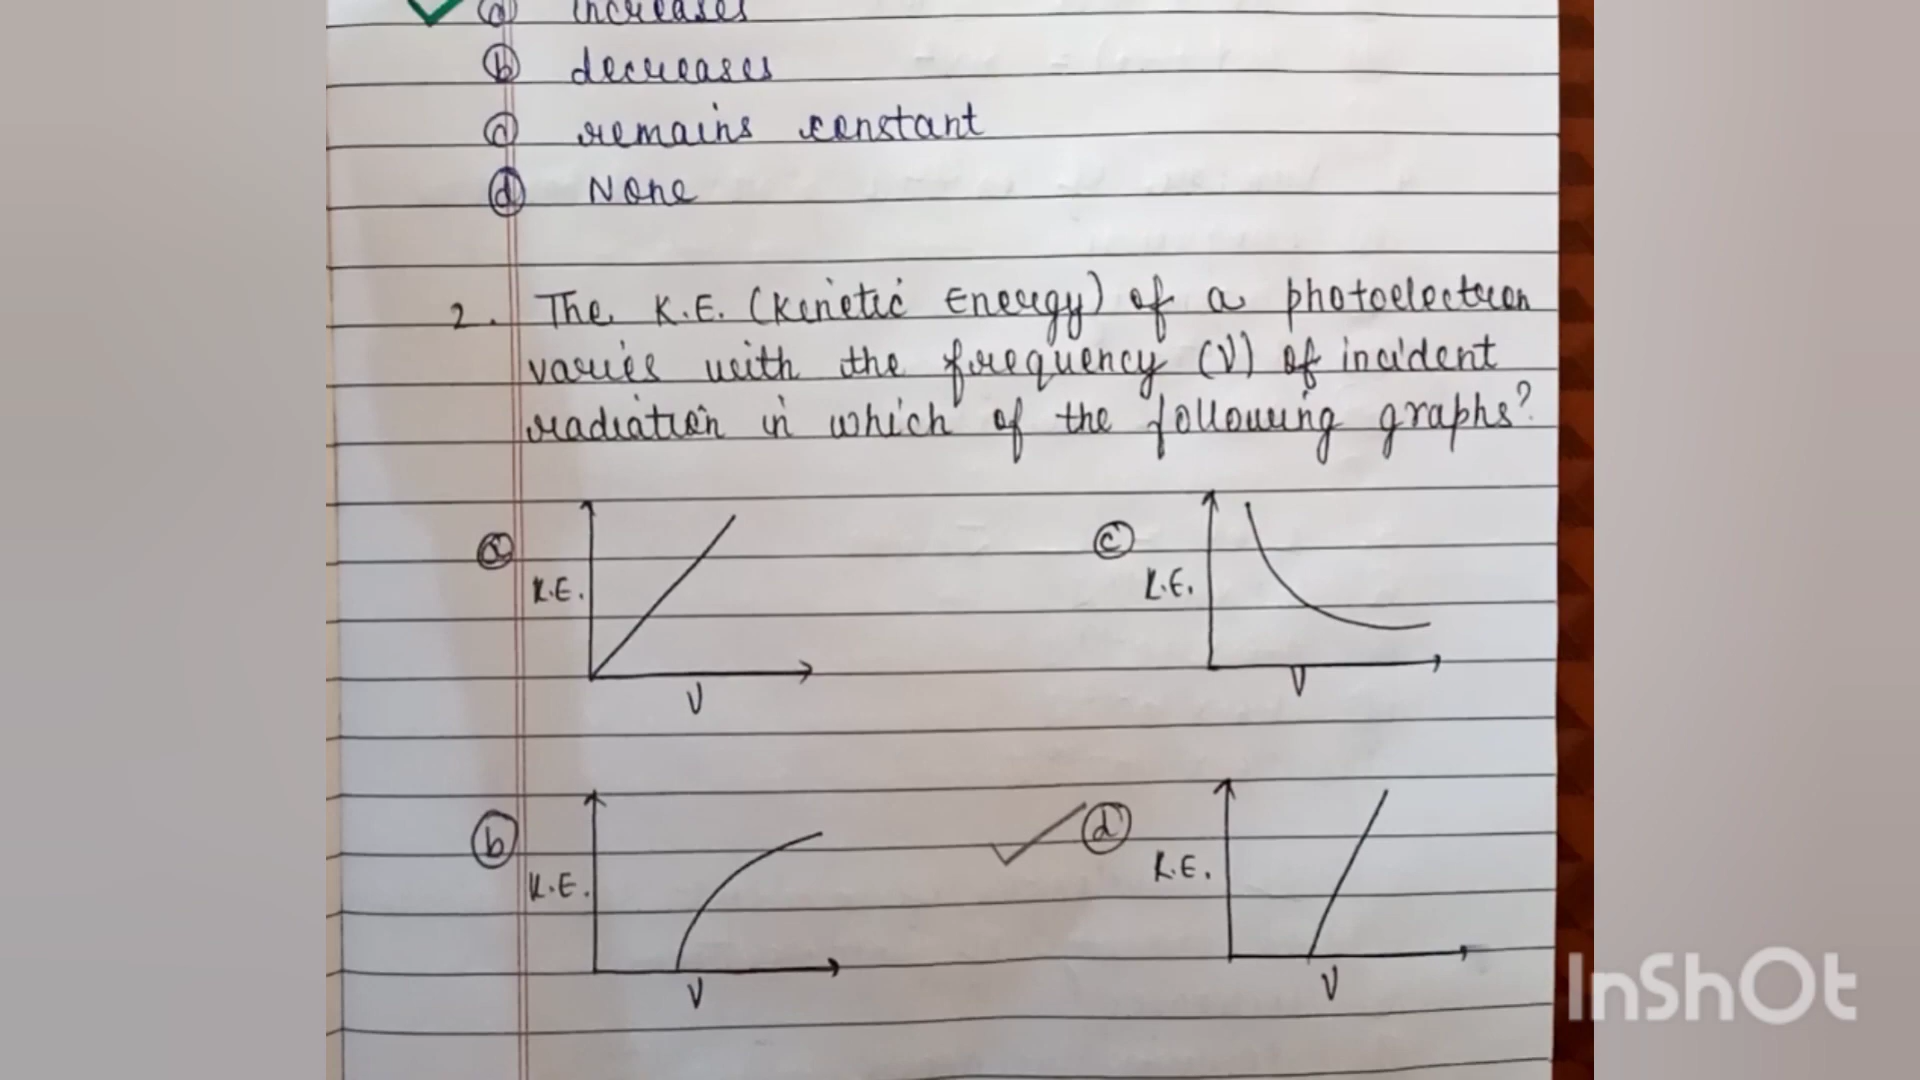 (a) increases
(b) decreases
(c) remains constant
(d) None
2. The K.E. (Kinetic Energy) of a photoelectron
varies with the frequency (ν) of incident
radiation in which of the following graphs?
(a)
K.E.
ν
(c)
K.E.
ν
(b)
K.E.
ν
(d)
K.E.
ν
InShOt